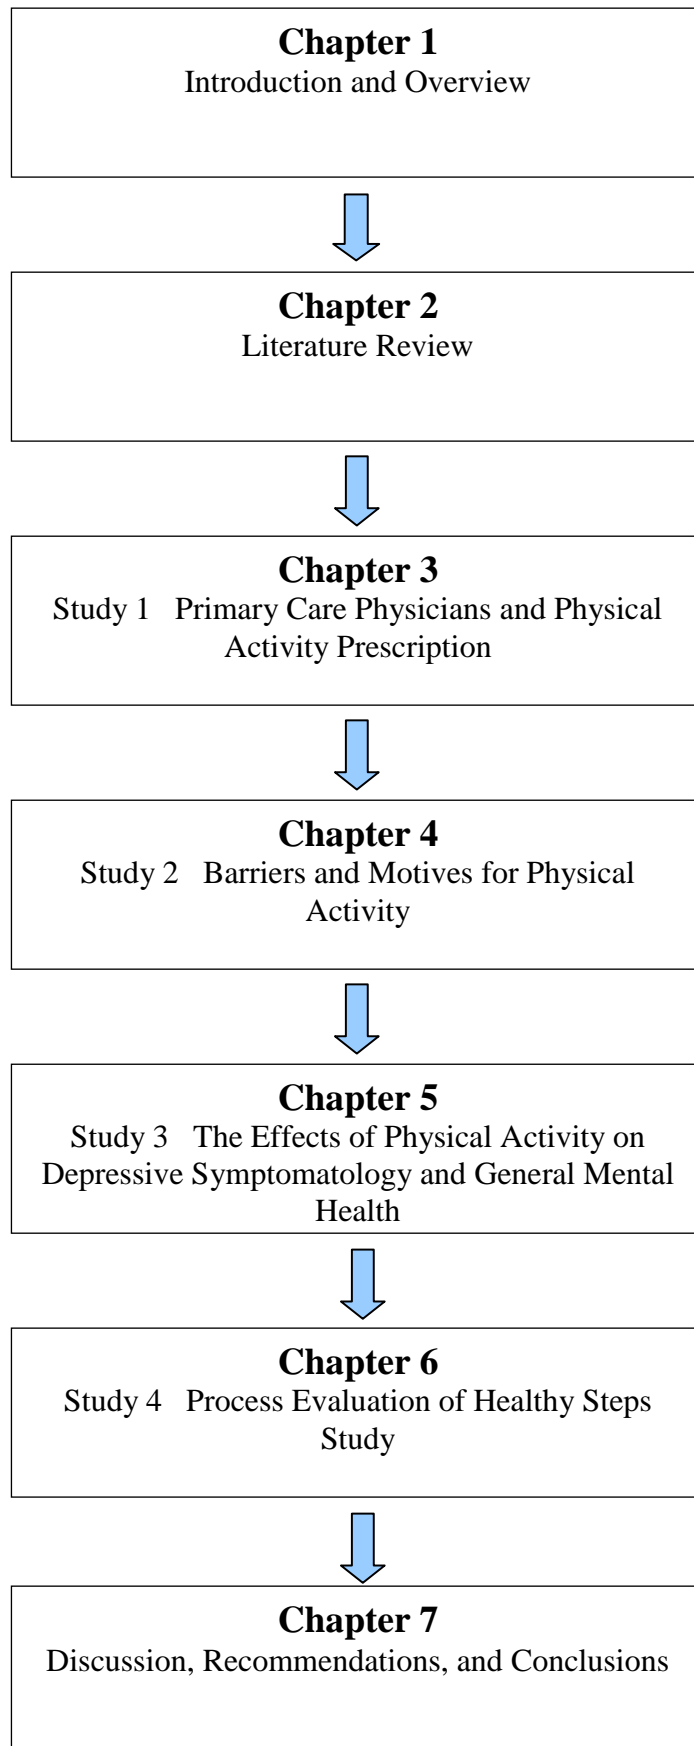 Chapter 1
Introduction and Overview
Chapter 2
Literature Review
Chapter 3
Study 1 Primary Care Physicians and Physical
Activity Prescription
Chapter 4
Study 2 Barriers and Motives for Physical
Activity
Chapter 5
Study 3 The Effects of Physical Activity on
Depressive Symptomatology and General Mental
Health
Chapter 6
Study 4 Process Evaluation of Healthy Steps
Study
Chapter 7
Discussion, Recommendations, and Conclusions